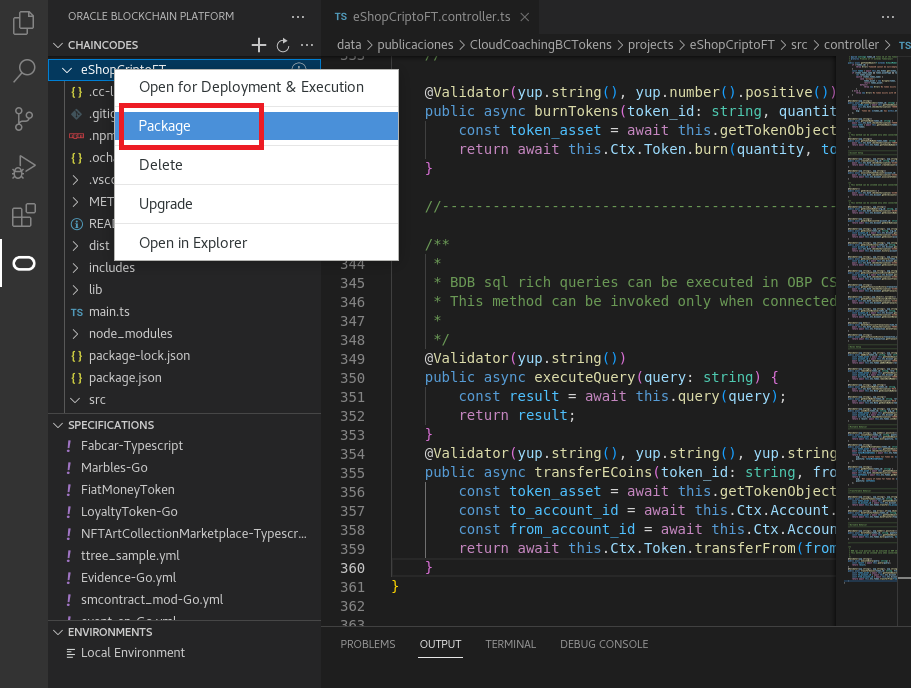 ORACLE BLOCKCHAIN PLATFORM
TS eShopCriptoFT.controller.ts
CHAINCODES
data > publicaciones > CloudCoachingBCTokens > projects > eShopCriptoFT > src > controller > TS
eShopCriptoFT
{} .cc-l
.gitig
npm .npm
{} .ocha
.vsco
MET
READ
dist
includes
lib
TS main.ts
node_modules
{} package-lock.json
{} package.json
src
Open for Deployment & Execution
Package
Delete
Upgrade
Open in Explorer
SPECIFICATIONS
! Fabcar-Typescript
! Marbles-Go
! FiatMoneyToken
! LoyaltyToken-Go
! NFTArtCollectionMarketplace-Typescr...
! ttree_sample.yml
! Evidence-Go.yml
! smcontract_mod-Go.yml
ENVIRONMENTS
Local Environment
//
@Validator(yup.string(), yup.number().positive())
public async burnTokens(token_id: string, quantit
const token_asset = await this.getTokenObject
return await this.Ctx.Token.burn(quantity, to
}
//-----------------------------------------------
/**
344 *
345 * BDB sql rich queries can be executed in OBP CS
346 * This method can be invoked only when connected
347 *
348 */
349 @Validator(yup.string())
350 public async executeQuery(query: string) {
351 const result = await this.query(query);
352 return result;
353 }
354 @Validator(yup.string(), yup.string(), yup.string
355 public async transferECoins(token_id: string, fro
356 const token_asset = await this.getTokenObject
357 const to_account_id = await this.Ctx.Account.
358 const from_account_id = await this.Ctx.Accoun
359 return await this.Ctx.Token.transferFrom(from
360 }
361 }
362
363
PROBLEMS OUTPUT TERMINAL DEBUG CONSOLE